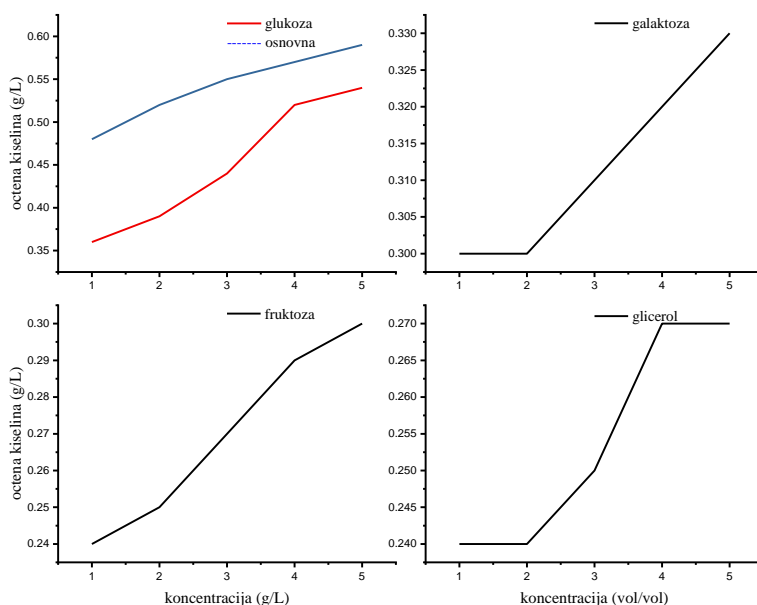 glukoza
osnovna
octena kiselina (g/L)
0.60
0.55
0.50
0.45
0.40
0.35
1 2 3 4 5
galaktoza
0.330
0.325
0.320
0.315
0.310
0.305
0.300
1 2 3 4 5
fruktoza
octena kiselina (g/L)
0.30
0.29
0.28
0.27
0.26
0.25
0.24
1 2 3 4 5
koncentracija (g/L)
glicerol
0.270
0.265
0.260
0.255
0.250
0.245
0.240
1 2 3 4 5
koncentracija (vol/vol)